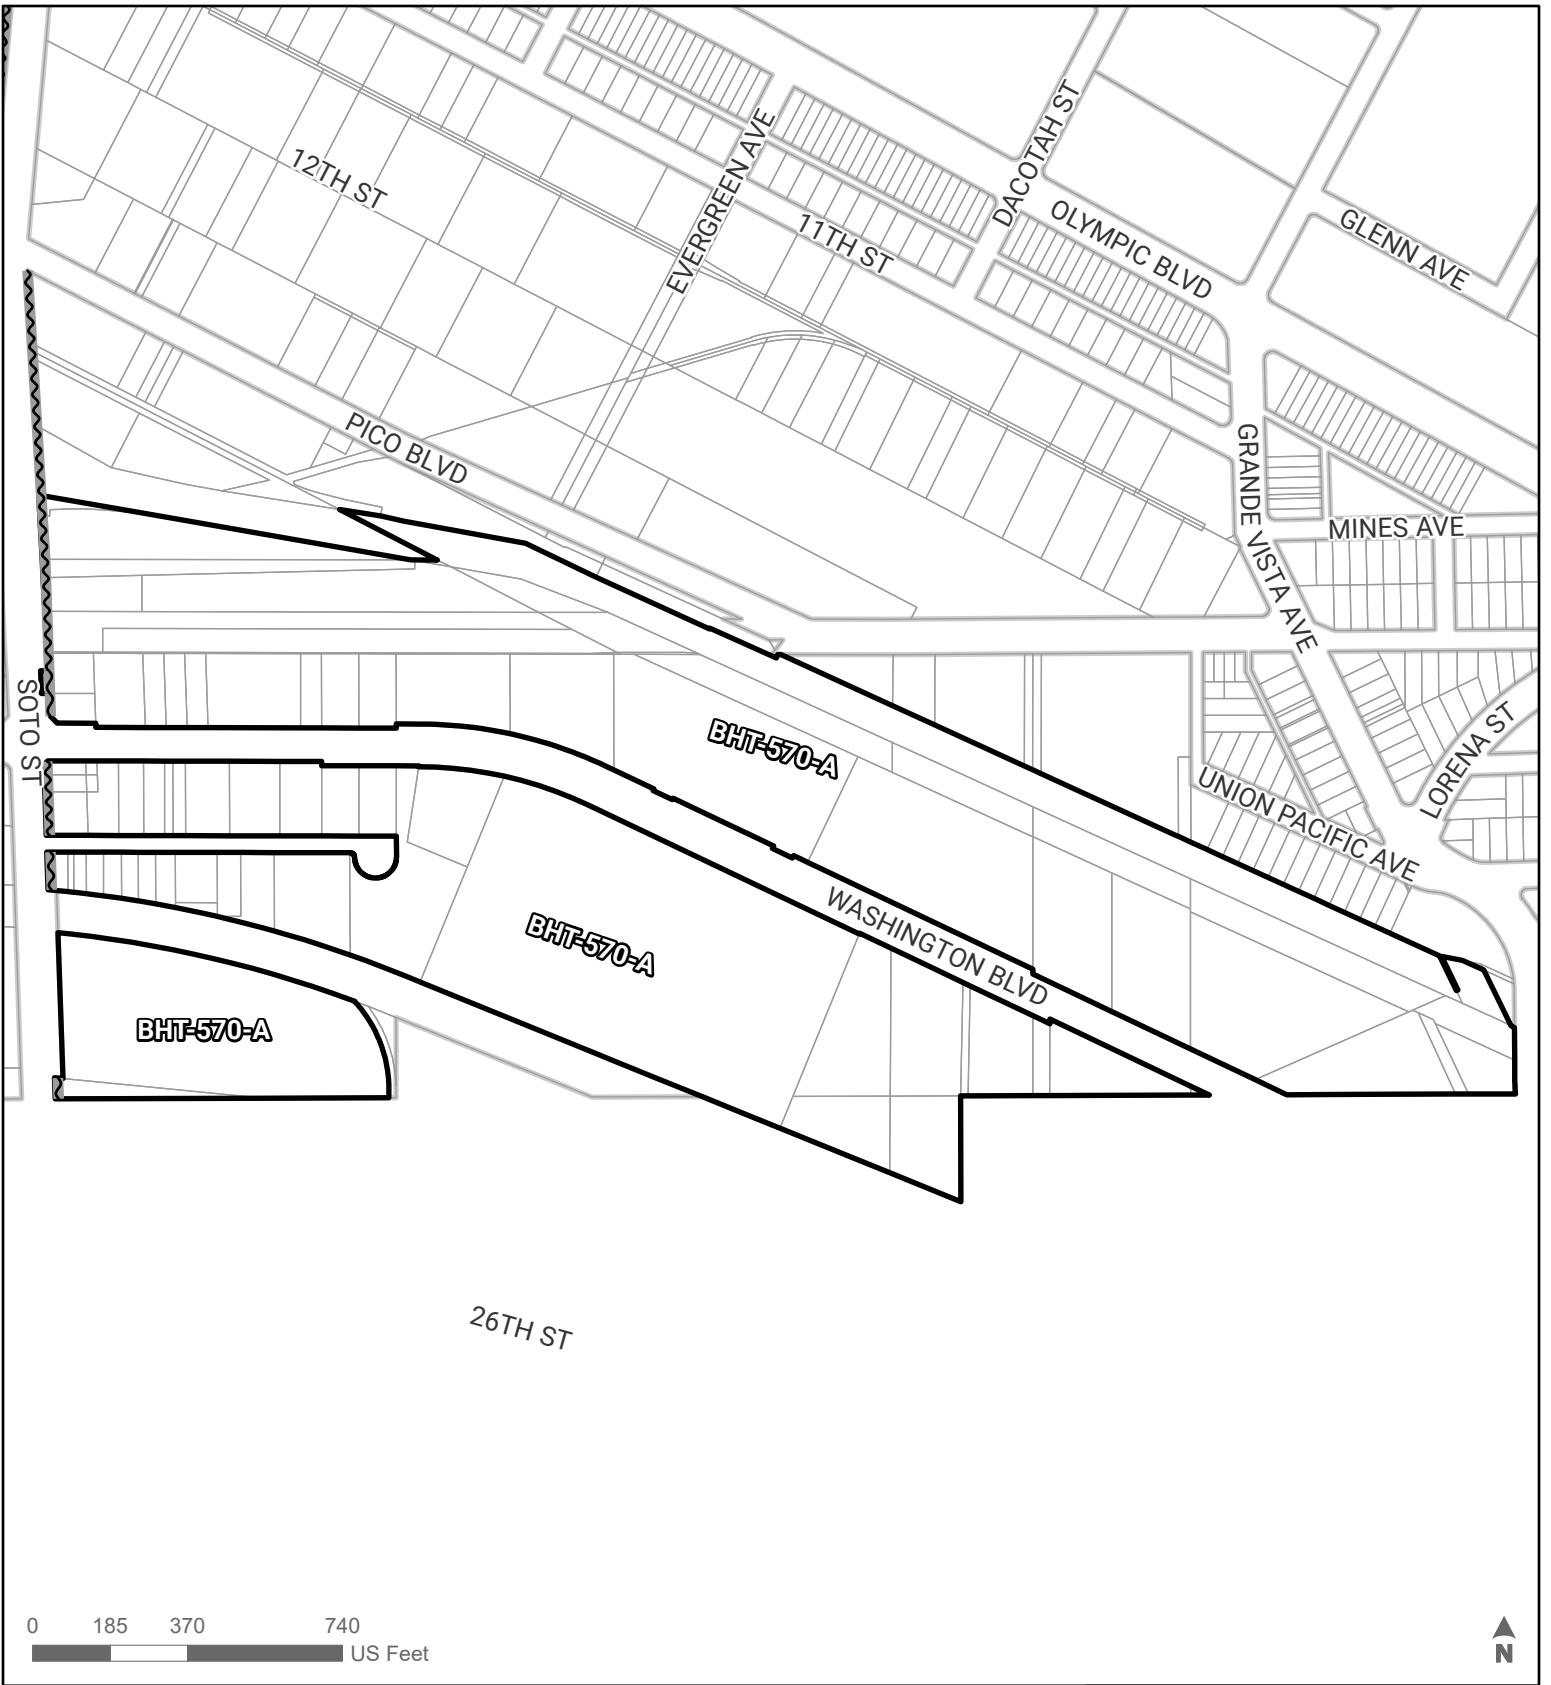 12TH ST
EVERGREEN AVE
DACOTAH ST
11TH ST
OLYMPIC BLVD
GLENN AVE
PICO BLVD
GRANDE VISTA AVE
MINES AVE
SOTO ST
BHT-570-A
LORENA ST
UNION PACIFIC AVE
WASHINGTON BLVD
BHT-570-A
BHT-570-A
26TH ST
0 185 370 740
US Feet
N